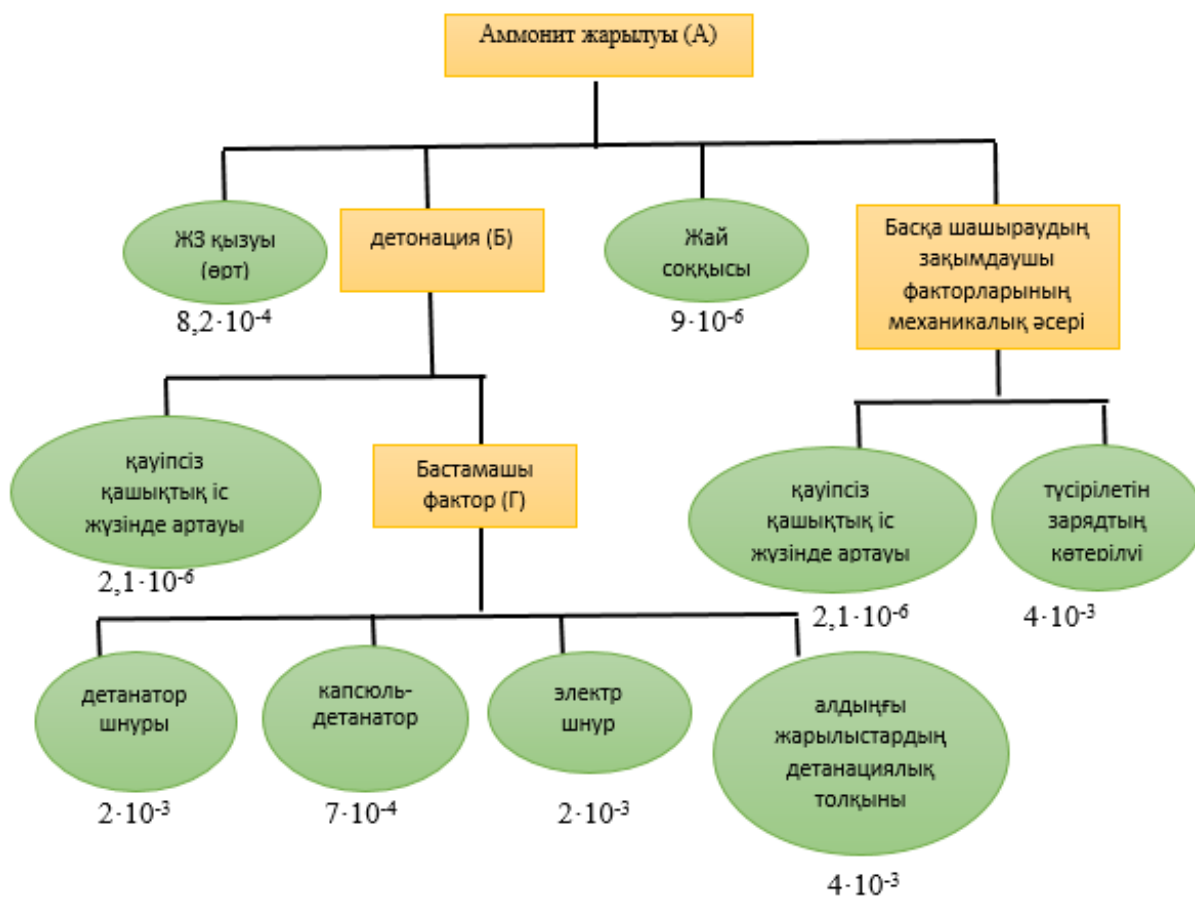 Аммонит жарылуы (А)
ЖЗ қызуы
(өрт)
8,2·10⁻⁴
детонация (Б)
Жай
соққысы
9·10⁻⁶
Басқа шашыраудың
зақымдаушы
факторларының
механикалық әсері
қауіпсіз
қашықтық іс
жүзінде артауы
2,1·10⁻⁶
Бастамашы
фактор (Г)
қауіпсіз
қашықтық іс
жүзінде артауы
2,1·10⁻⁶
түсірілетін
зарядтың
көтерілуі
4·10⁻³
детанатор
шнуры
2·10⁻³
капсюль-
детанатор
7·10⁻⁴
электр
шнур
2·10⁻³
алдыңғы
жарылыстардың
детанациялық
толқыны
4·10⁻³